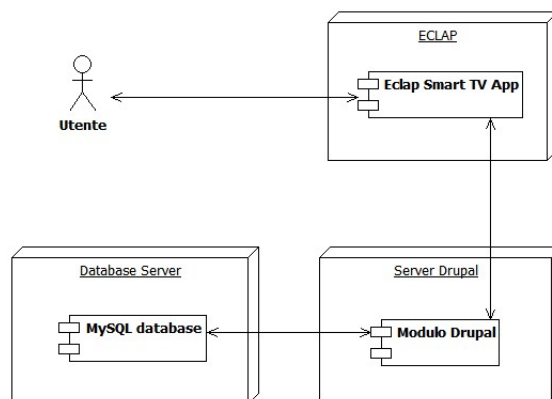 ECLAP
Eclap Smart TV App
Utente
Database Server
Server Drupal
MySQL database
Modulo Drupal